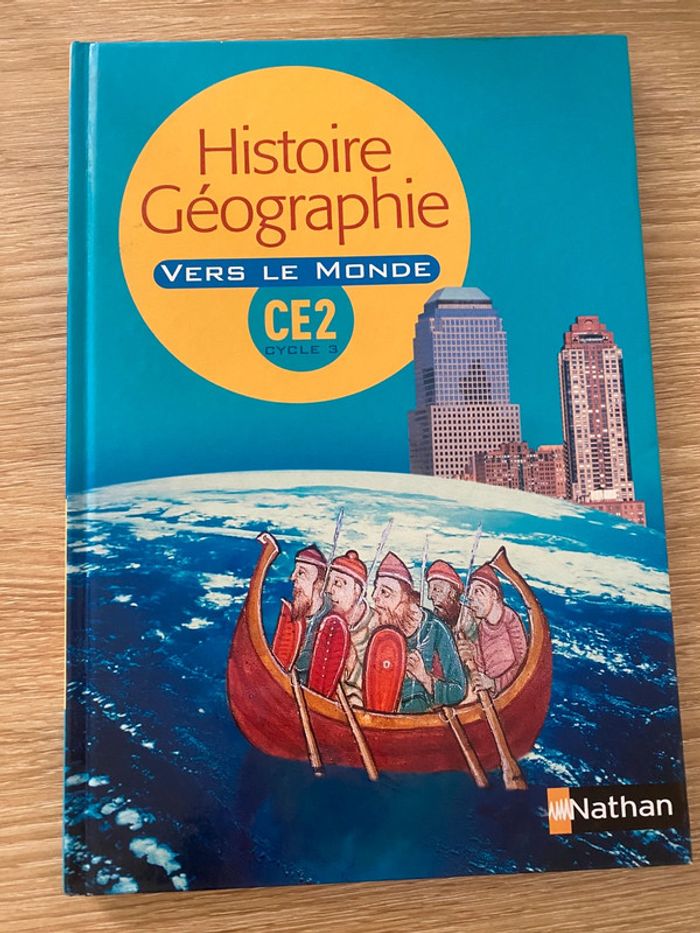 Histoire
Géographie
VERS LE MONDE
CE2
CYCLE 3
Nathan